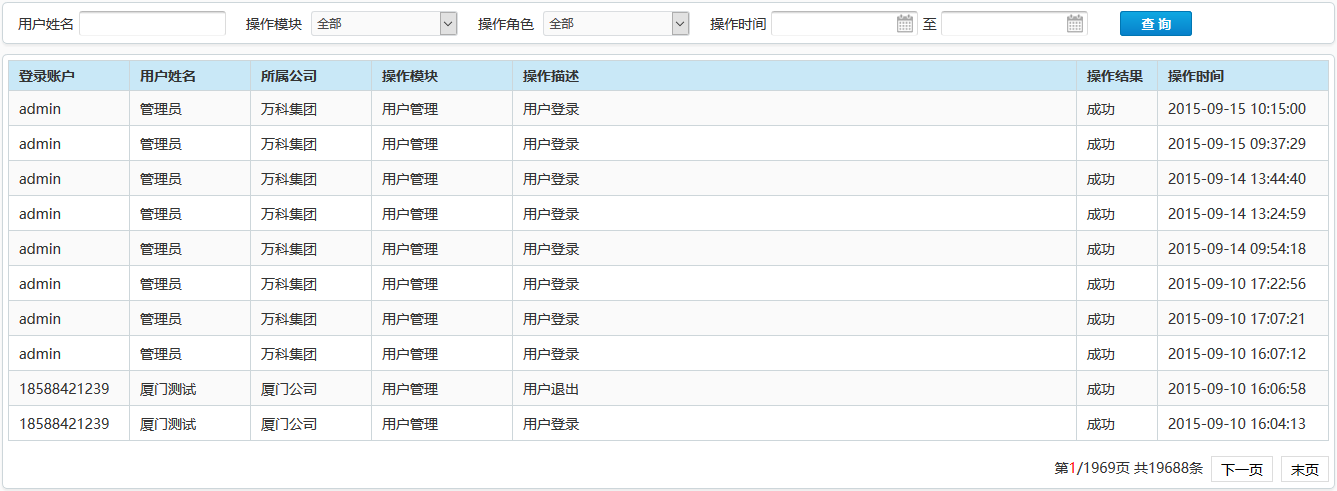 用户姓名 操作模块 全部 操作角色 全部 操作时间 至 查 询
登录账户 用户姓名 所属公司 操作模块 操作描述 操作结果 操作时间
admin 管理员 万科集团 用户管理 用户登录 成功 2015-09-15 10:15:00
admin 管理员 万科集团 用户管理 用户登录 成功 2015-09-15 09:37:29
admin 管理员 万科集团 用户管理 用户登录 成功 2015-09-14 13:44:40
admin 管理员 万科集团 用户管理 用户登录 成功 2015-09-14 13:24:59
admin 管理员 万科集团 用户管理 用户登录 成功 2015-09-14 09:54:18
admin 管理员 万科集团 用户管理 用户登录 成功 2015-09-10 17:22:56
admin 管理员 万科集团 用户管理 用户登录 成功 2015-09-10 17:07:21
admin 管理员 万科集团 用户管理 用户登录 成功 2015-09-10 16:07:12
18588421239 厦门测试 厦门公司 用户管理 用户退出 成功 2015-09-10 16:06:58
18588421239 厦门测试 厦门公司 用户管理 用户登录 成功 2015-09-10 16:04:13
第1/1969页 共19688条 下一页 末页